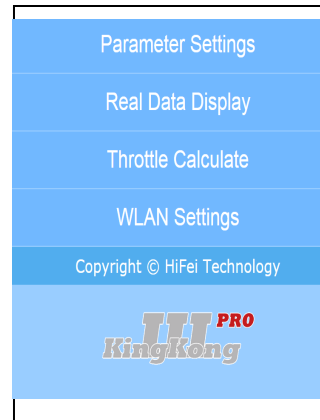 Parameter Settings
Real Data Display
Throttle Calculate
WLAN Settings
Copyright © HiFei Technology
III PRO
KingKong